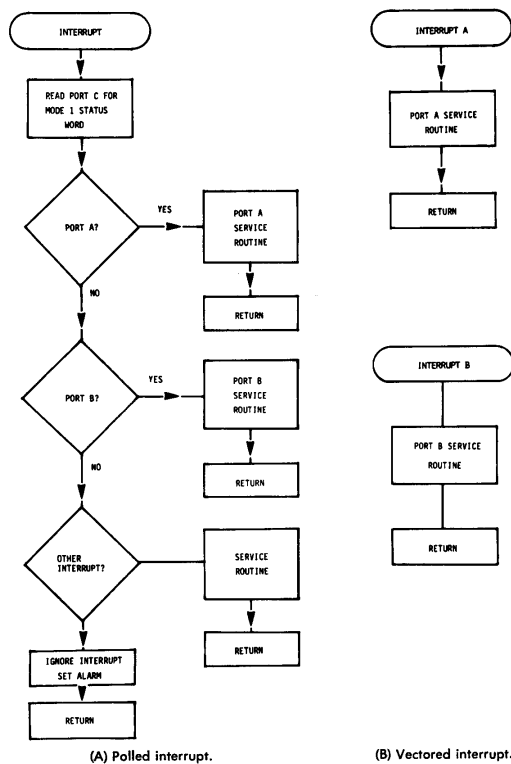 INTERRUPT
READ PORT C FOR
MODE 1 STATUS
WORD
PORT A?
YES
PORT A
SERVICE
ROUTINE
RETURN
NO
PORT B?
YES
PORT B
SERVICE
ROUTINE
RETURN
NO
OTHER
INTERRUPT?
SERVICE
ROUTINE
RETURN
IGNORE INTERRUPT
SET ALARM
RETURN
(A) Polled interrupt.
INTERRUPT A
PORT A SERVICE
ROUTINE
RETURN
INTERRUPT B
PORT B SERVICE
ROUTINE
RETURN
(B) Vectored interrupt.